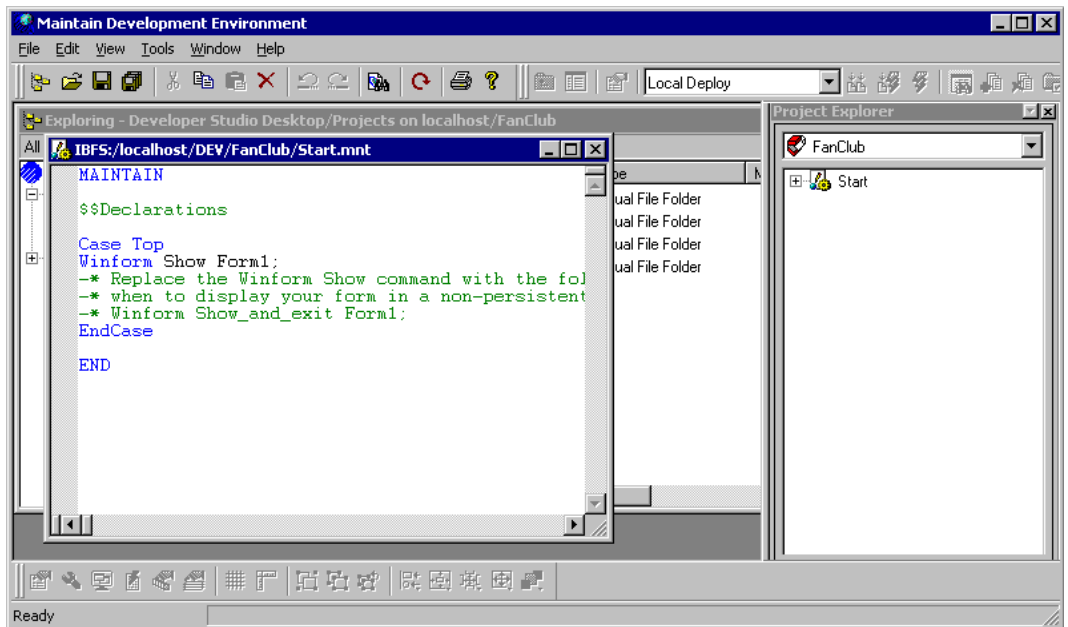 Maintain Development Environment
File Edit View Tools Window Help
Local Deploy
Exploring - Developer Studio Desktop/Projects on localhost/FanClub
Project Explorer
All
IBFS:/localhost/DEV/FanClub/Start.mnt
FanClub
Start
MAINTAIN
$$Declarations
Case Top
Winform Show Form1;
-* Replace the Winform Show command with the fol
-* when to display your form in a non-persistent
-* Winform Show_and_exit Form1;
EndCase
END
pe
ual File Folder
ual File Folder
ual File Folder
ual File Folder
Ready